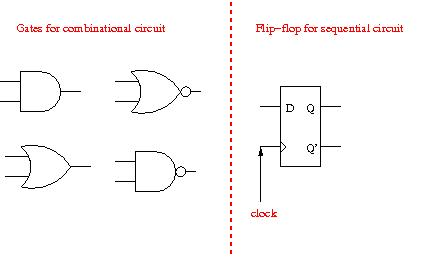 Gates for combinational circuit
Flip-flop for sequential circuit
D Q
Q'
clock